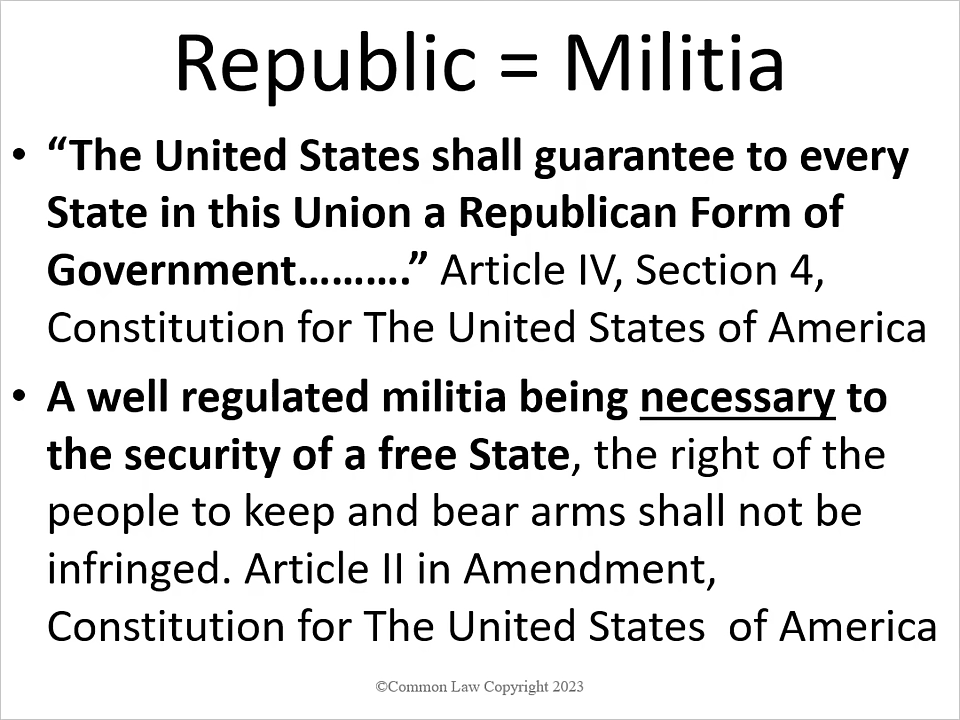 Republic = Militia
• “The United States shall guarantee to every
State in this Union a Republican Form of
Government……….” Article IV, Section 4,
Constitution for The United States of America
• A well regulated militia being necessary to
the security of a free State, the right of the
people to keep and bear arms shall not be
infringed. Article II in Amendment,
Constitution for The United States  of America
©Common Law Copyright 2023